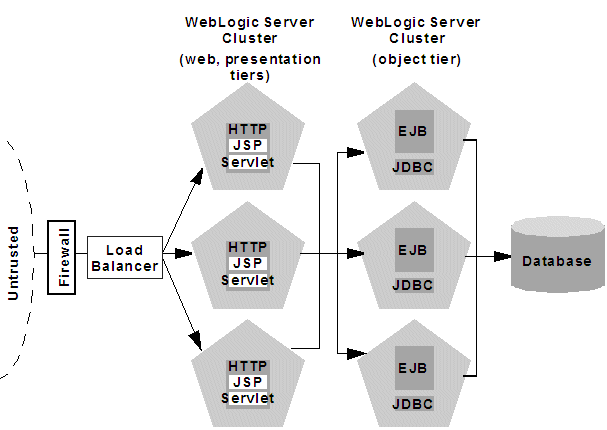 WebLogic Server
Cluster
(web, presentation
tiers)
WebLogic Server
Cluster
(object tier)
Untrusted
Firewall
Load
Balancer
HTTP
JSP
Servlet
HTTP
JSP
Servlet
HTTP
JSP
Servlet
EJB
JDBC
EJB
JDBC
EJB
JDBC
Database